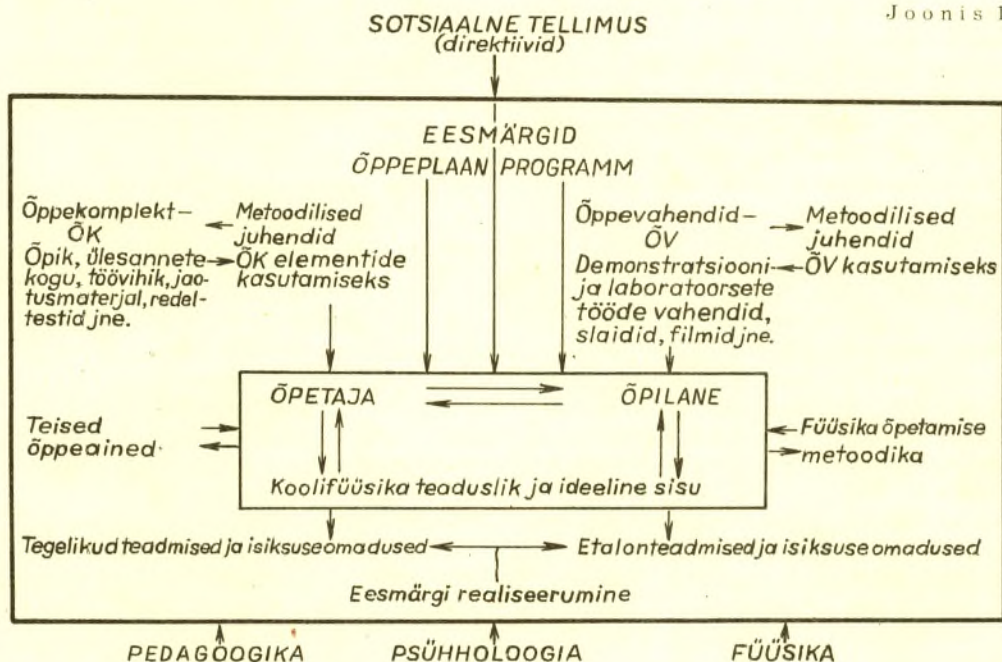 Joonis 1
SOTSIAALNE TELLIMUS
(direktiivid)
EESMÄRGID
ÕPPEPLAAN PROGRAMM
Õppekomplekt–
ÕK
Õpik, ülesannete
kogu, töövihik, jao-
tusmaterjal, redel-
testid jne.
Metoodilised
juhendid
ÕK elementide
kasutamiseks
Õppevahendid–
ÕV
Demonstratsiooni-
ja laboratoorsete
tööde vahendid,
slaidid, filmid jne.
Metoodilised
juhendid
ÕV kasutamiseks
ÕPETAJA
ÕPILANE
Teised
õppeained
Füüsika õpetamise
metoodika
Koolifüüsika teaduslik ja ideeline sisu
Tegelikud teadmised ja isiksuse omadused
Etalonteadmised ja isiksuse omadused
Eesmärgi realiseerumine
PEDAGOOGIKA
PSÜHHOLOOGIA
FÜÜSIKA